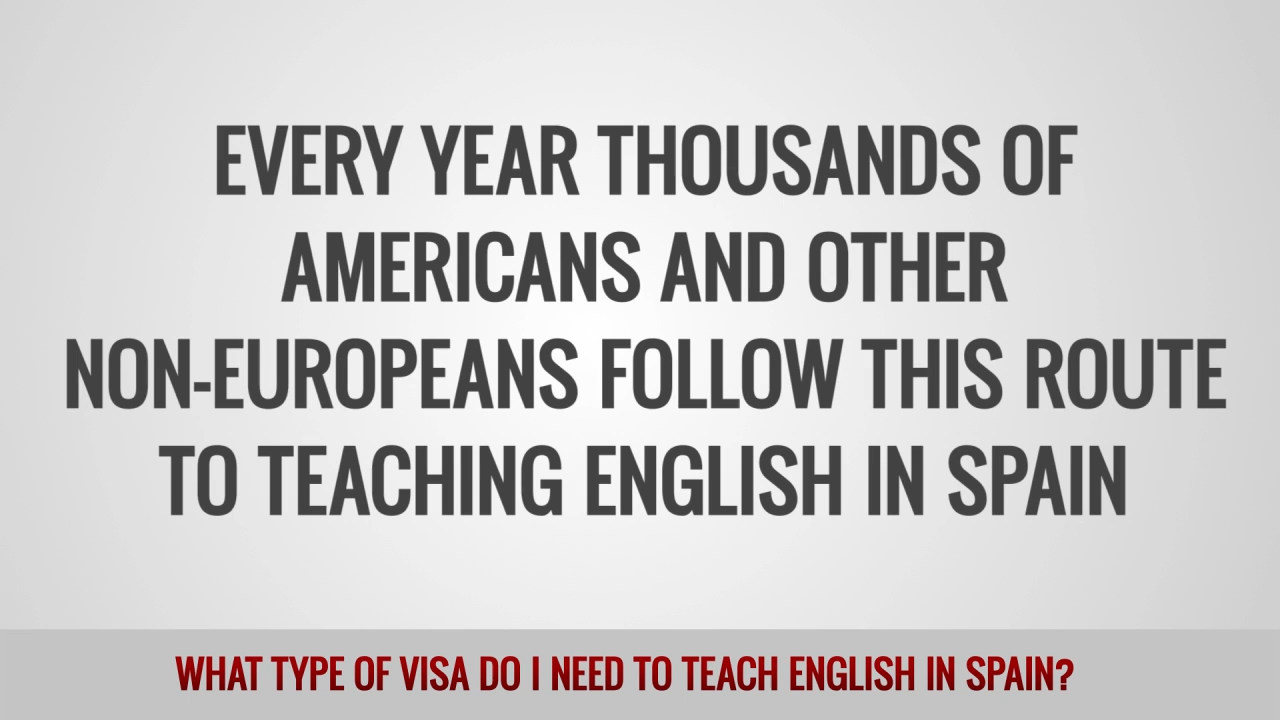 EVERY YEAR THOUSANDS OF
AMERICANS AND OTHER
NON-EUROPEANS FOLLOW THIS ROUTE
TO TEACHING ENGLISH IN SPAIN
WHAT TYPE OF VISA DO I NEED TO TEACH ENGLISH IN SPAIN?